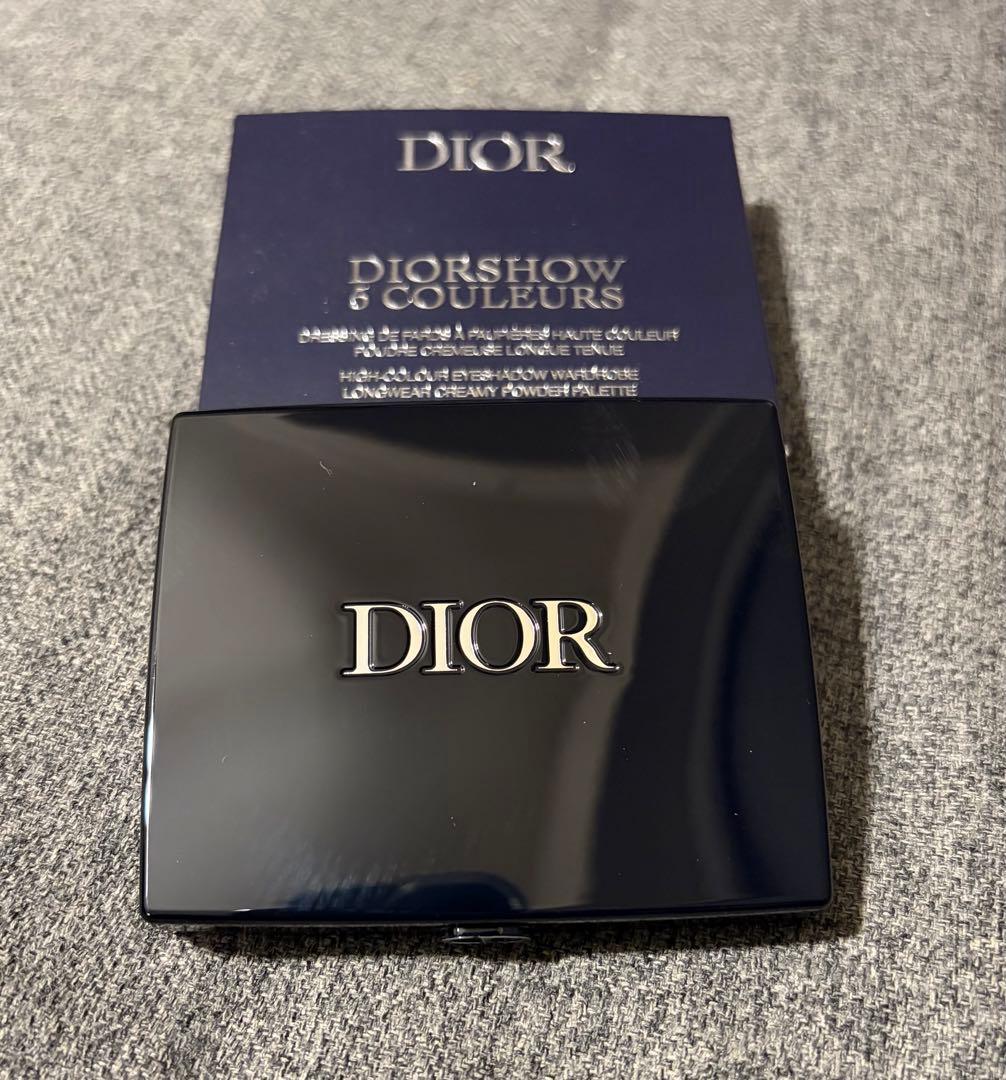 DIOR
DIORSHOW
5 COULEURS
DRESSING DE FARDS À PAUPIÈRES HAUTE COULEUR
POUDRE CRÉMEUSE LONGUE TENUE
HIGH-COLOUR EYESHADOW WARDROBE
LONGWEAR CREAMY POWDER PALETTE
DIOR